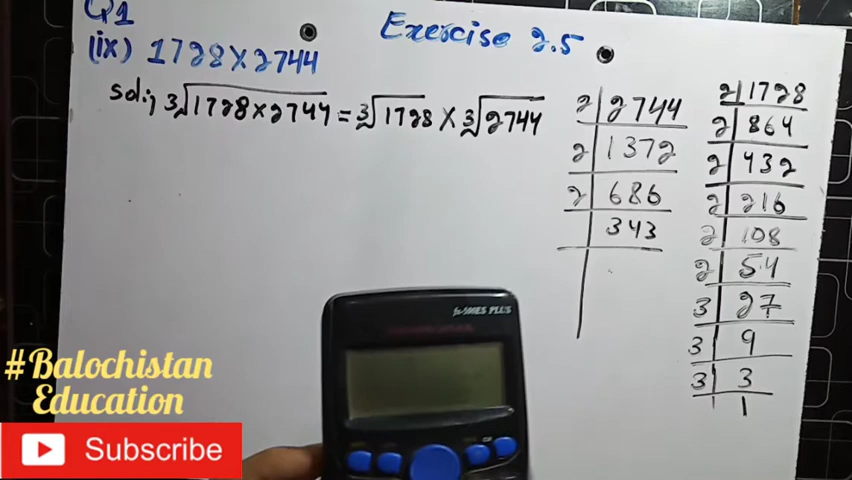 Q1
Exercise 2.5
(ix) 1728×2744
Sol:, ∛1728×2744 = ∛1728 × ∛2744
2 | 2744
2 | 1372
2 | 686
343
2 | 1728
2 | 864
2 | 432
2 | 216
2 | 108
2 | 54
3 | 27
3 | 9
3 | 3
1
fx-500ES PLUS
#Balochistan
Education
Subscribe